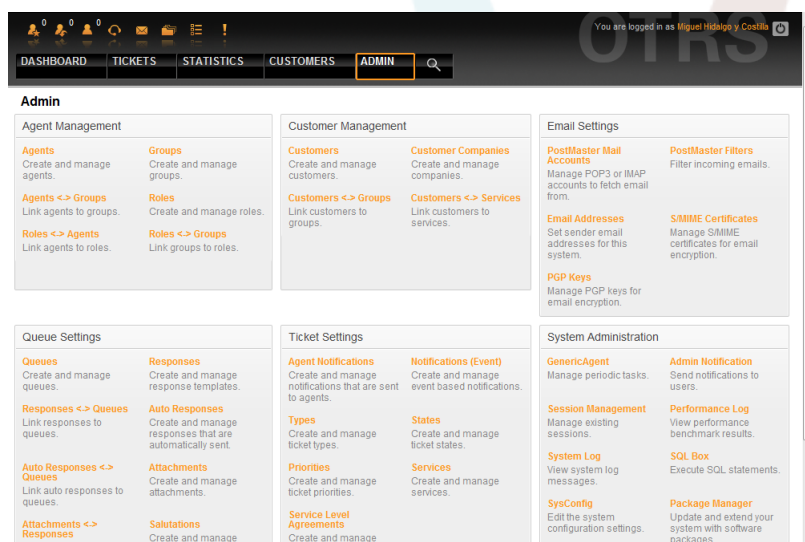 0 0 0
You are logged in as Miguel Hidalgo y Costilla
OTRS
DASHBOARD TICKETS STATISTICS CUSTOMERS ADMIN
Admin
Agent Management
Agents
Create and manage
agents.
Groups
Create and manage
groups.
Agents <-> Groups
Link agents to groups.
Roles
Create and manage roles.
Roles <-> Agents
Link agents to roles.
Roles <-> Groups
Link groups to roles.
Customer Management
Customers
Create and manage
customers.
Customer Companies
Create and manage
companies.
Customers <-> Groups
Link customers to
groups.
Customers <-> Services
Link customers to
services.
Email Settings
PostMaster Mail
Accounts
Manage POP3 or IMAP
accounts to fetch email
from.
PostMaster Filters
Filter incoming emails.
Email Addresses
Set sender email
addresses for this
system.
S/MIME Certificates
Manage S/MIME
certificates for email
encryption.
PGP Keys
Manage PGP keys for
email encryption.
Queue Settings
Queues
Create and manage
queues.
Responses
Create and manage
response templates.
Responses <-> Queues
Link responses to
queues.
Auto Responses
Create and manage
responses that are
automatically sent.
Auto Responses <->
Queues
Link auto responses to
queues.
Attachments
Create and manage
attachments.
Attachments <->
Responses
Salutations
Create and manage
Ticket Settings
Agent Notifications
Create and manage
notifications that are sent
to agents.
Notifications (Event)
Create and manage
event based notifications.
Types
Create and manage
ticket types.
States
Create and manage
ticket states.
Priorities
Create and manage
ticket priorities.
Services
Create and manage
services.
Service Level
Agreements
Create and manage
System Administration
GenericAgent
Manage periodic tasks.
Admin Notification
Send notifications to
users.
Session Management
Manage existing
sessions.
Performance Log
View performance
benchmark results.
System Log
View system log
messages.
SQL Box
Execute SQL statements.
SysConfig
Edit the system
configuration settings.
Package Manager
Update and extend your
system with software
packages.